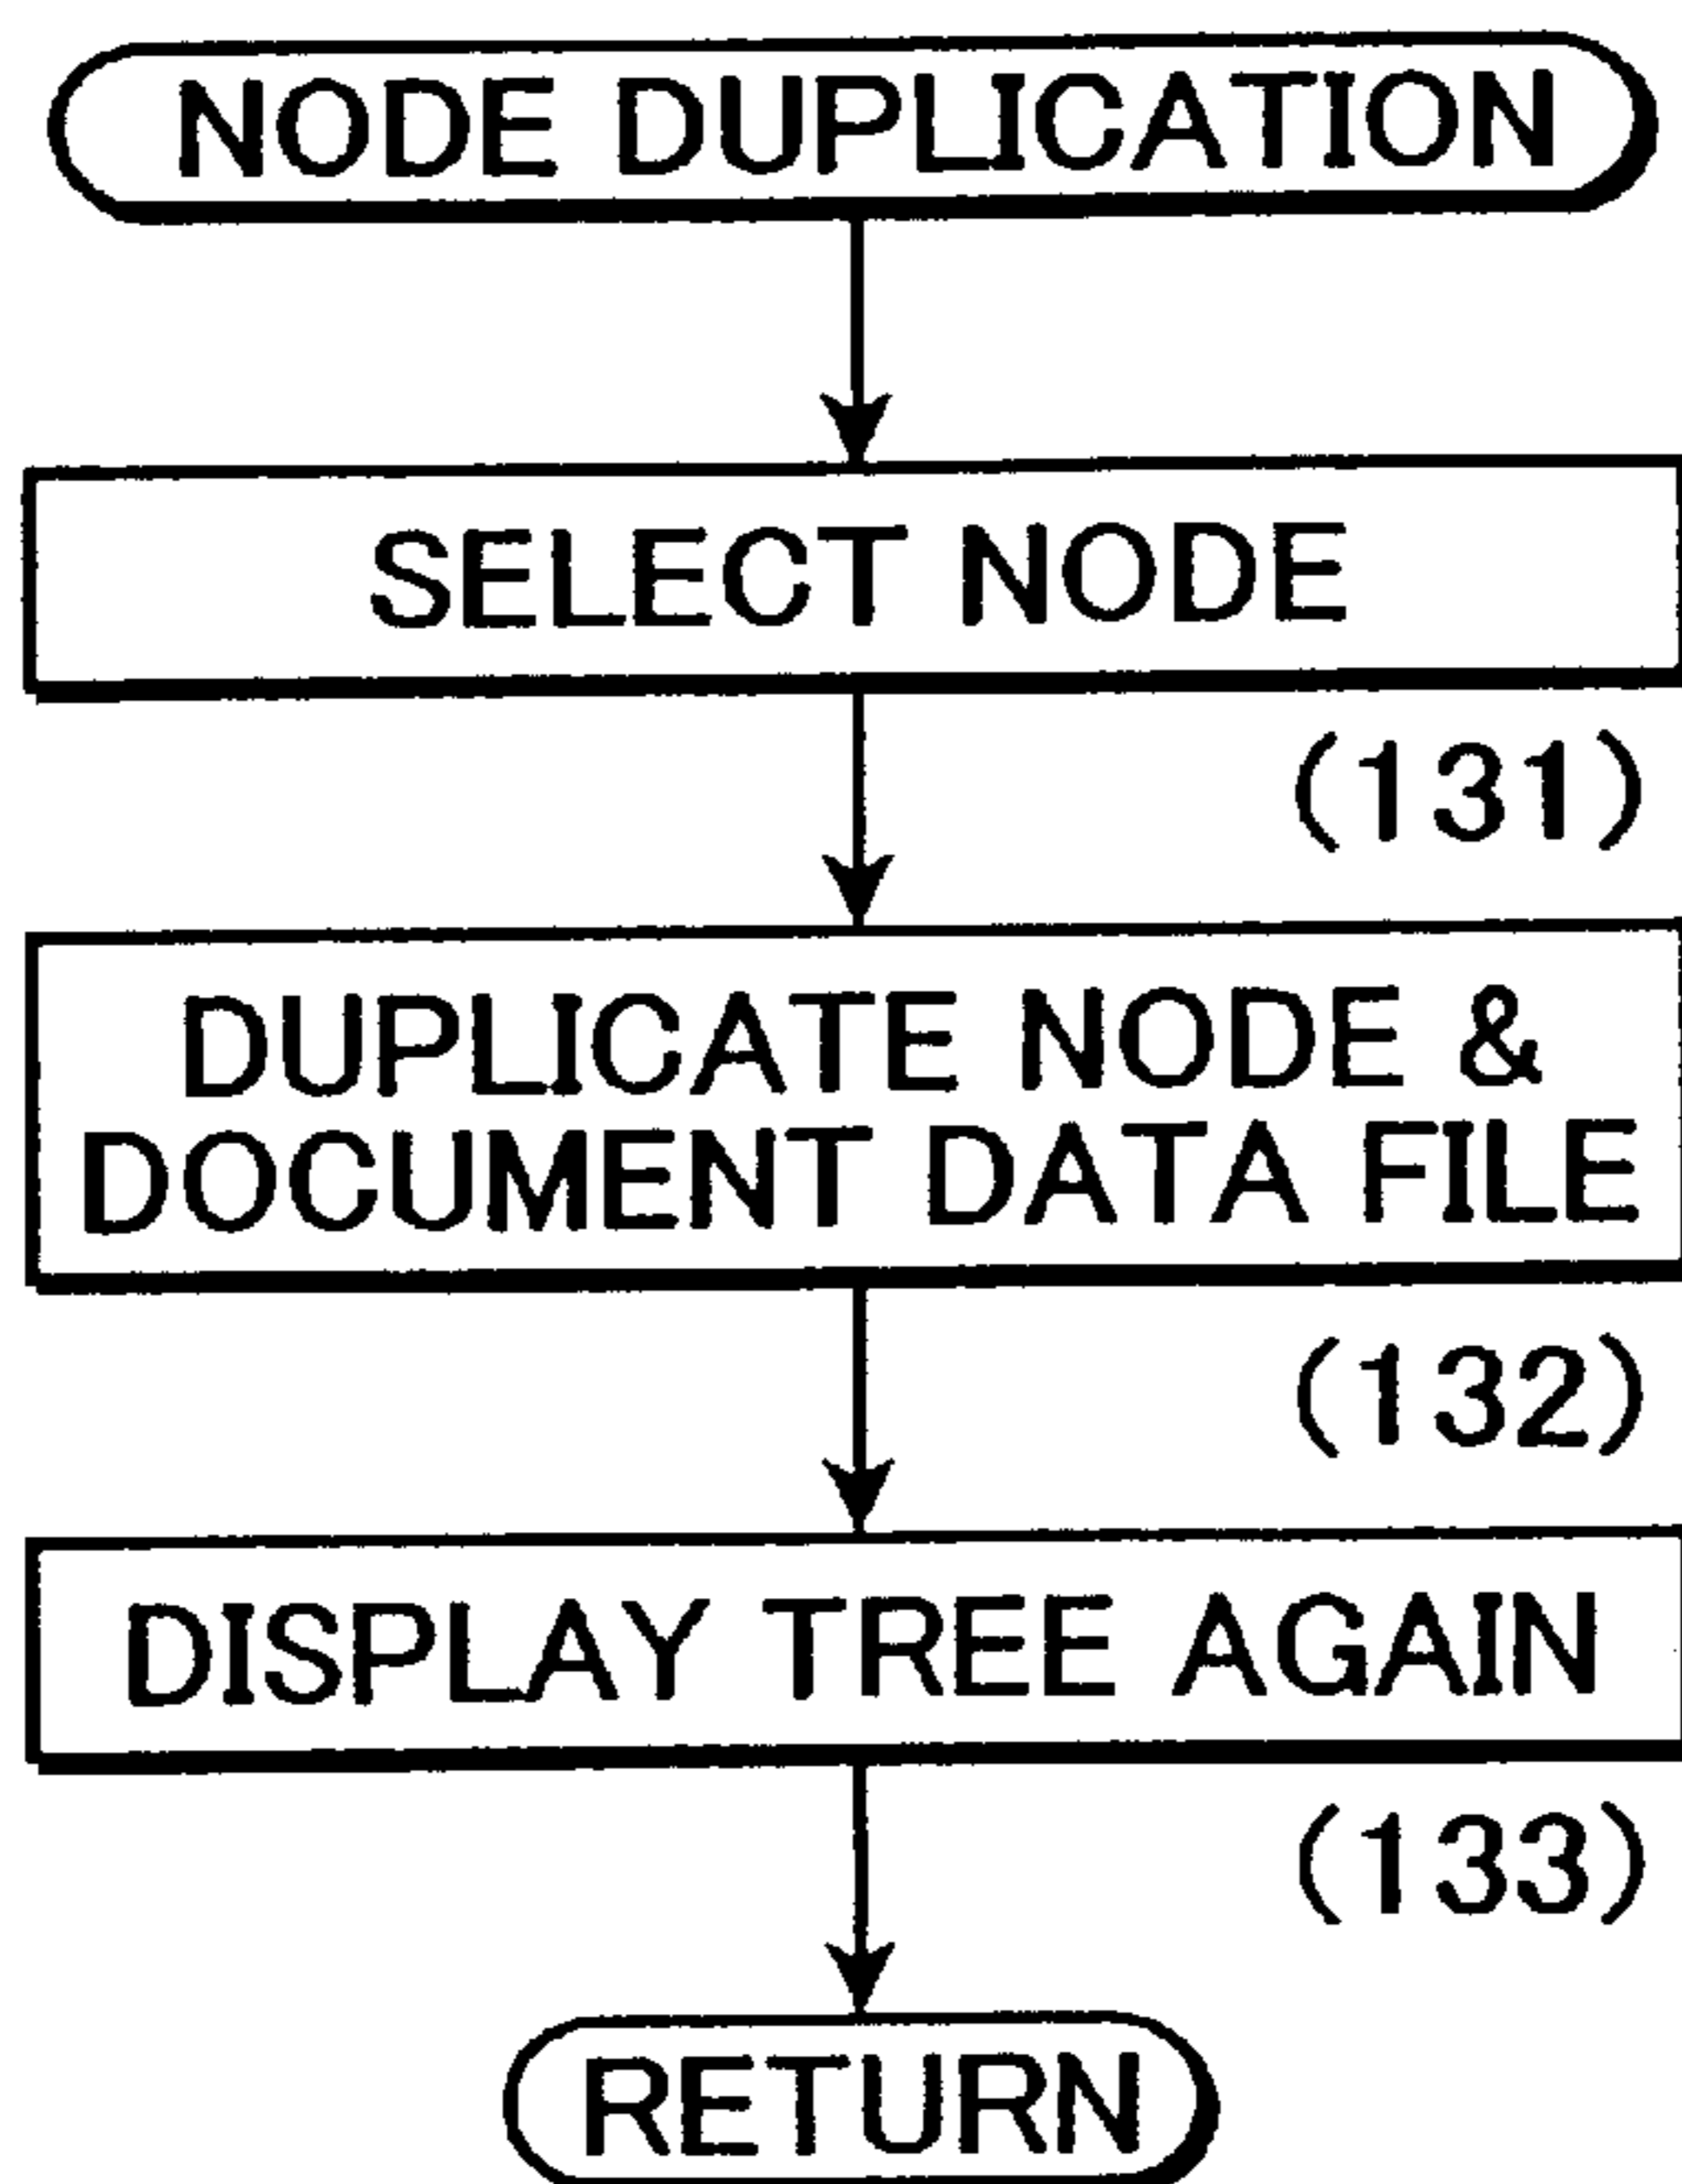 NODE DUPLICATION
SELECT NODE
(131)
DUPLICATE NODE &
DOCUMENT DATA FILE
(132)
DISPLAY TREE AGAIN
(133)
RETURN